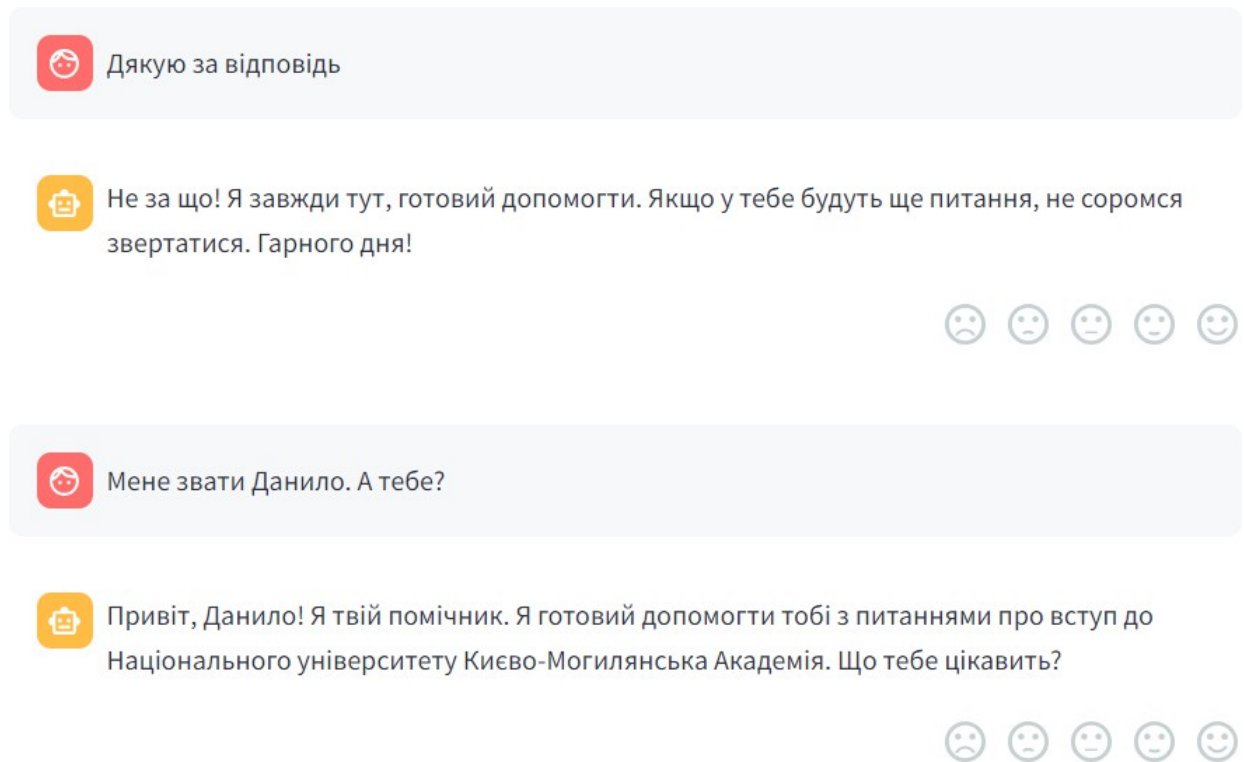 Дякую за відповідь
Не за що! Я завжди тут, готовий допомогти. Якщо у тебе будуть ще питання, не соромся
звертатися. Гарного дня!
Мене звати Данило. А тебе?
Привіт, Данило! Я твій помічник. Я готовий допомогти тобі з питаннями про вступ до
Національного університету Києво-Могилянська Академія. Що тебе цікавить?